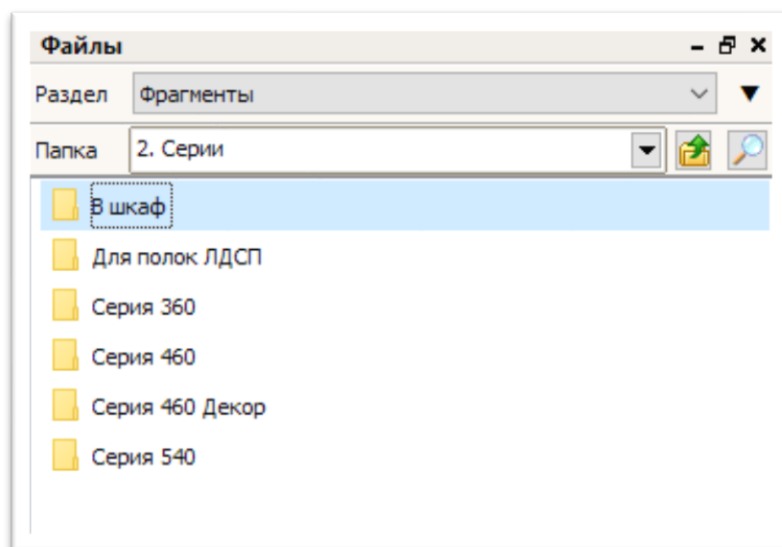 Файлы
Раздел Фрагменты
Папка 2. Серии
В шкаф
Для полок ЛДСП
Серия 360
Серия 460
Серия 460 Декор
Серия 540